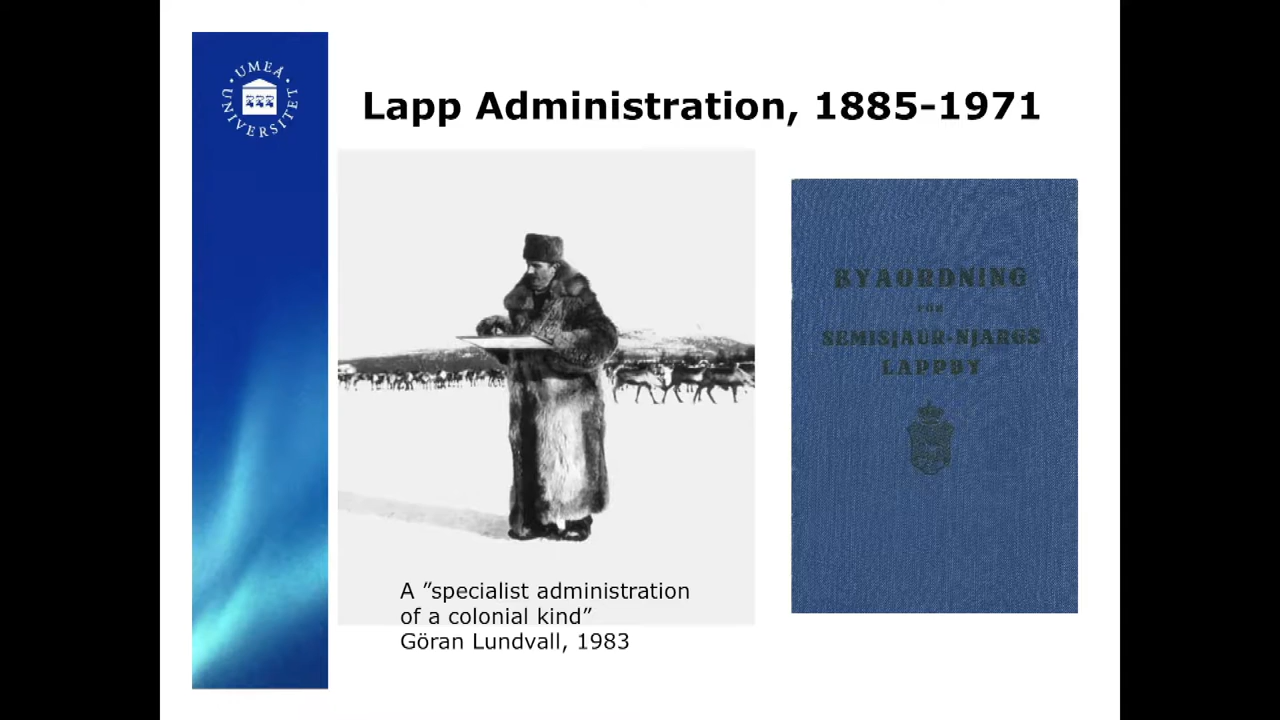 UMEÅ UNIVERSITET
Lapp Administration, 1885-1971
BYAORDNING
FÖR
SEMISJAUR-NJARGS
LAPPBY
A ”specialist administration
of a colonial kind”
Göran Lundvall, 1983